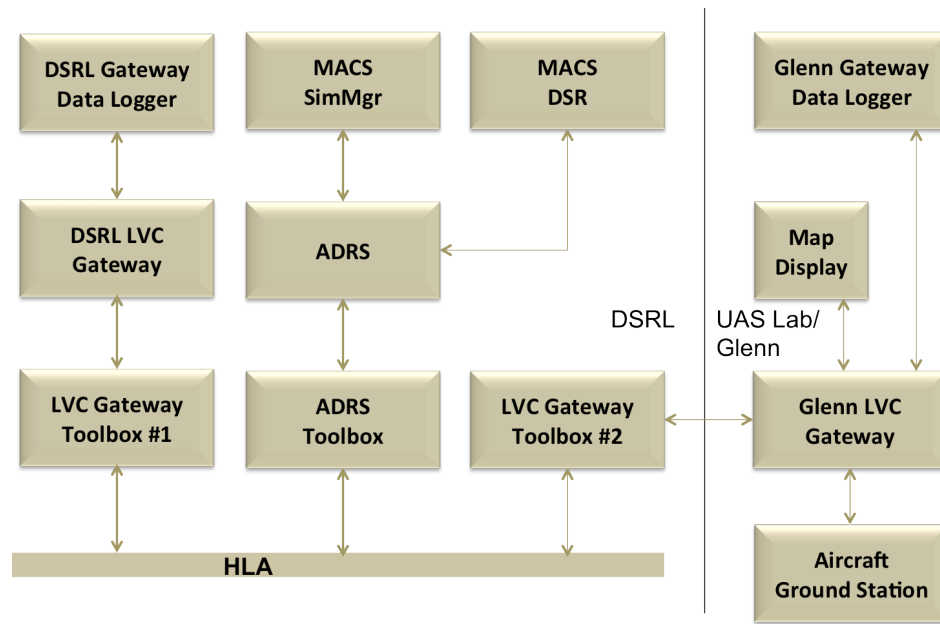 DSRL Gateway
Data Logger
MACS
SimMgr
MACS
DSR
Glenn Gateway
Data Logger
DSRL LVC
Gateway
ADRS
Map
Display
DSRL
UAS Lab/
Glenn
LVC Gateway
Toolbox #1
ADRS
Toolbox
LVC Gateway
Toolbox #2
Glenn LVC
Gateway
HLA
Aircraft
Ground Station